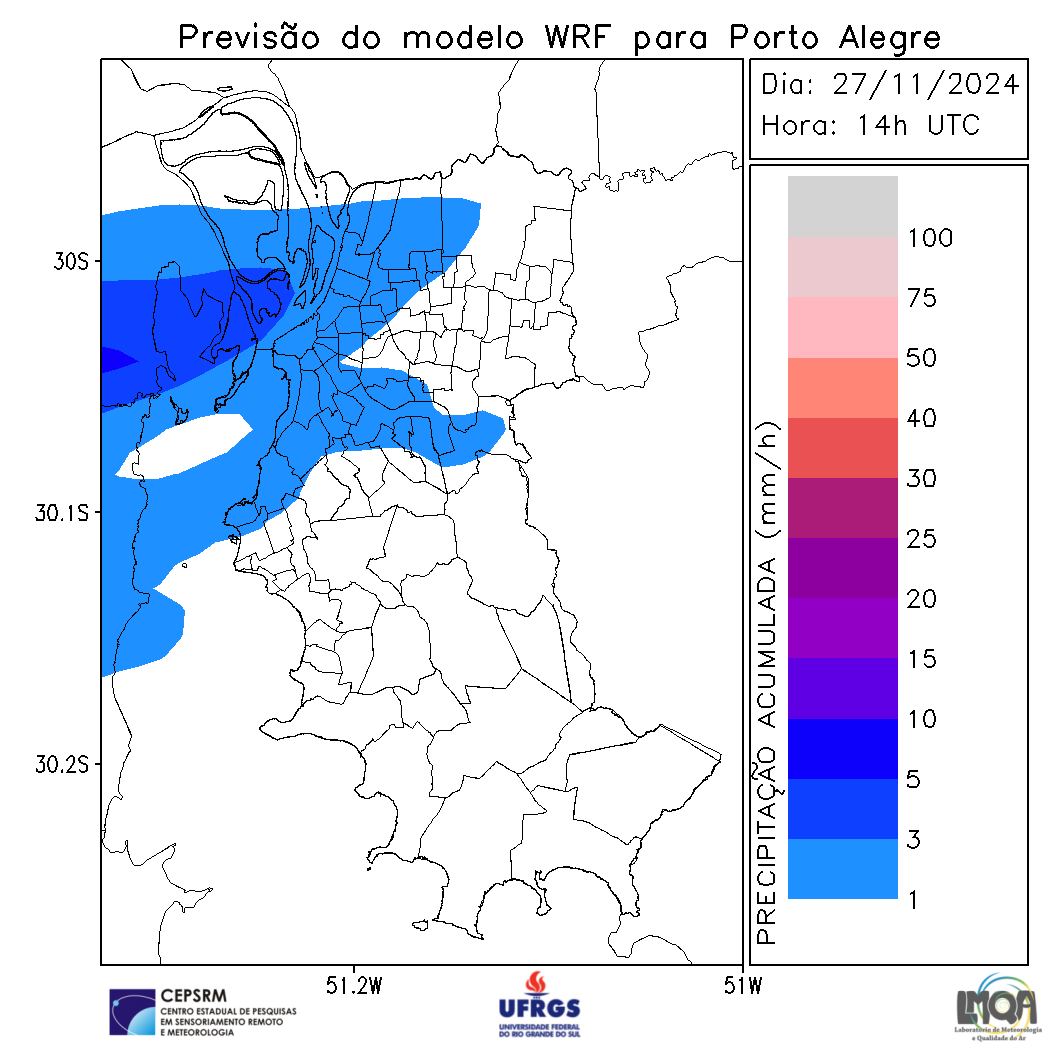 Previsão do modelo WRF para Porto Alegre
Dia: 27/11/2024
Hora: 14h UTC
30S
30.1S
30.2S
51.2W
51W
PRECIPITAÇÃO ACUMULADA (mm/h)
100
75
50
40
30
25
20
15
10
5
3
1
CEPSRM
CENTRO ESTADUAL DE PESQUISAS
EM SENSORIAMENTO REMOTO
E METEOROLOGIA
UFRGS
UNIVERSIDADE FEDERAL
DO RIO GRANDE DO SUL
LMQA
Laboratório de Meteorologia
e Qualidade do Ar